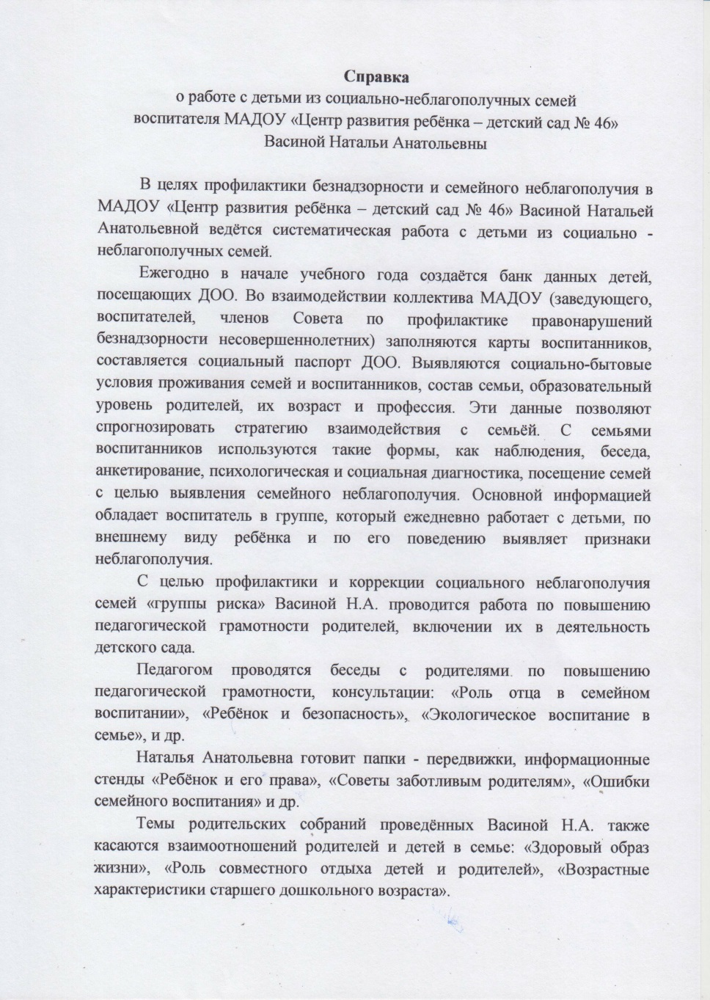 Справка
о работе с детьми из социально-неблагополучных семей
воспитателя МАДОУ «Центр развития ребёнка – детский сад № 46»
Васиной Натальи Анатольевны
В целях профилактики безнадзорности и семейного неблагополучия в
МАДОУ «Центр развития ребёнка – детский сад № 46» Васиной Натальей
Анатольевной ведётся систематическая работа с детьми из социально -
неблагополучных семей.
Ежегодно в начале учебного года создаётся банк данных детей,
посещающих ДОО. Во взаимодействии коллектива МАДОУ (заведующего,
воспитателей, членов Совета по профилактике правонарушений
безнадзорности несовершеннолетних) заполняются карты воспитанников,
составляется социальный паспорт ДОО. Выявляются социально-бытовые
условия проживания семей и воспитанников, состав семьи, образовательный
уровень родителей, их возраст и профессия. Эти данные позволяют
спрогнозировать стратегию взаимодействия с семьёй. С семьями
воспитанников используются такие формы, как наблюдения, беседа,
анкетирование, психологическая и социальная диагностика, посещение семей
с целью выявления семейного неблагополучия. Основной информацией
обладает воспитатель в группе, который ежедневно работает с детьми, по
внешнему виду ребёнка и по его поведению выявляет признаки
неблагополучия.
С целью профилактики и коррекции социального неблагополучия
семей «группы риска» Васиной Н.А. проводится работа по повышению
педагогической грамотности родителей, включении их в деятельность
детского сада.
Педагогом проводятся беседы с родителями по повышению
педагогической грамотности, консультации: «Роль отца в семейном
воспитании», «Ребёнок и безопасность», «Экологическое воспитание в
семье», и др.
Наталья Анатольевна готовит папки - передвижки, информационные
стенды «Ребёнок и его права», «Советы заботливым родителям», «Ошибки
семейного воспитания» и др.
Темы родительских собраний проведённых Васиной Н.А. также
касаются взаимоотношений родителей и детей в семье: «Здоровый образ
жизни», «Роль совместного отдыха детей и родителей», «Возрастные
характеристики старшего дошкольного возраста».